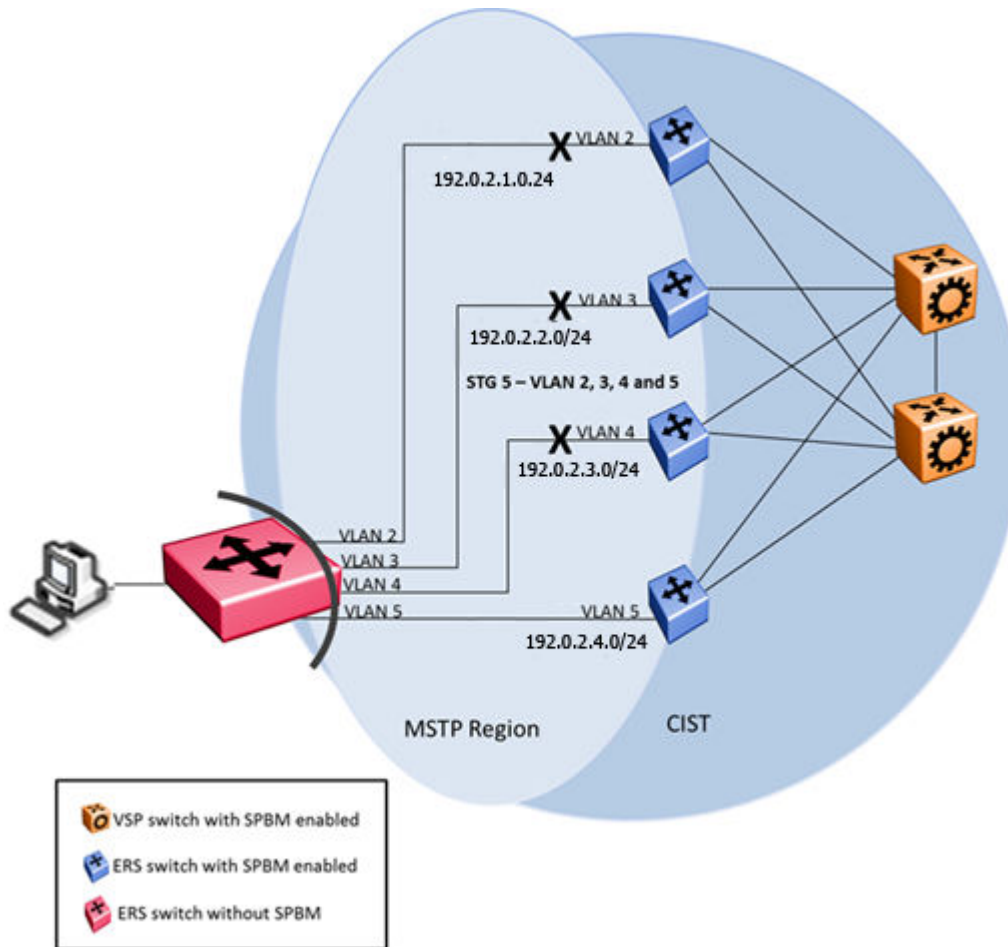 VLAN 2
192.0.2.1.0.24
VLAN 3
192.0.2.2.0/24
STG 5 – VLAN 2, 3, 4 and 5
VLAN 4
192.0.2.3.0/24
VLAN 2
VLAN 3
VLAN 4
VLAN 5
VLAN 5
192.0.2.4.0/24
MSTP Region
CIST
VSP switch with SPBM enabled
ERS switch with SPBM enabled
ERS switch without SPBM